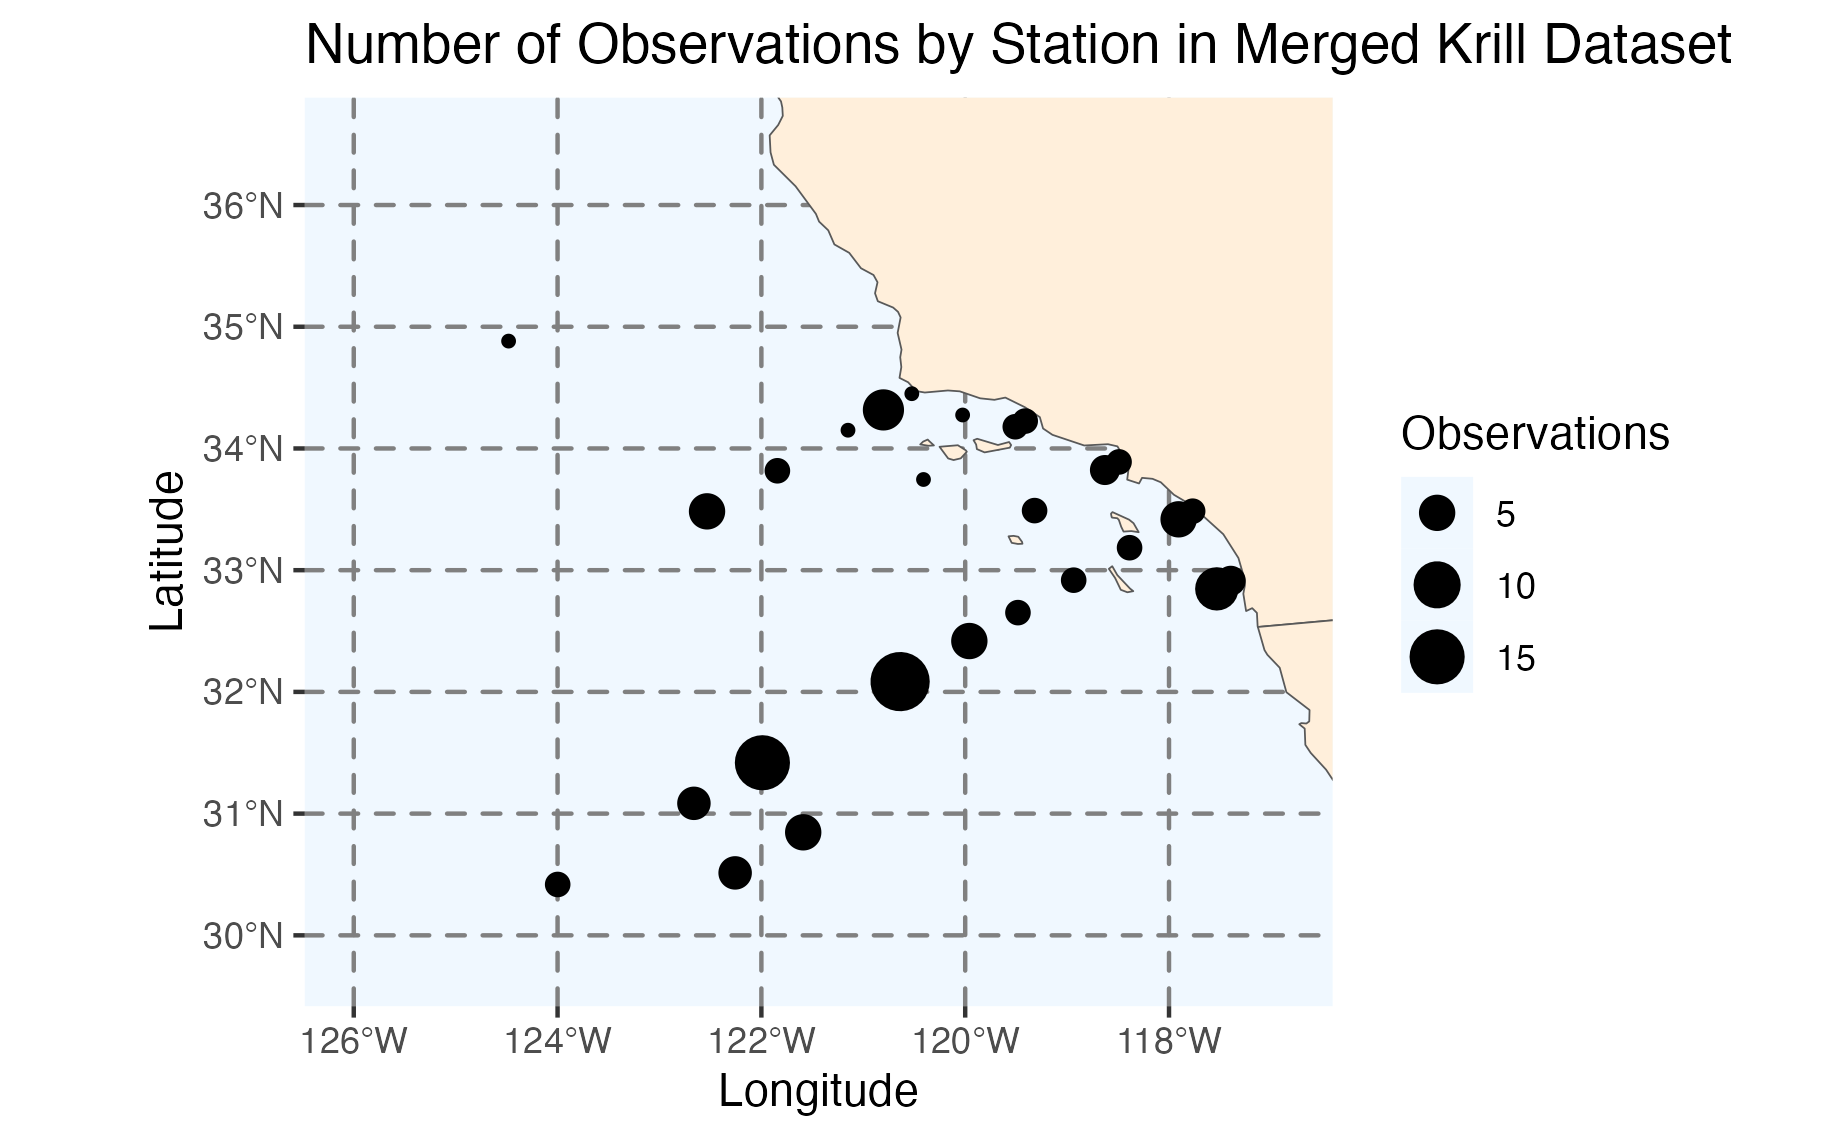 Number of Observations by Station in Merged Krill Dataset
36°N
35°N
34°N
33°N
32°N
31°N
30°N
Latitude
126°W
124°W
122°W
120°W
118°W
Longitude
Observations
5
10
15